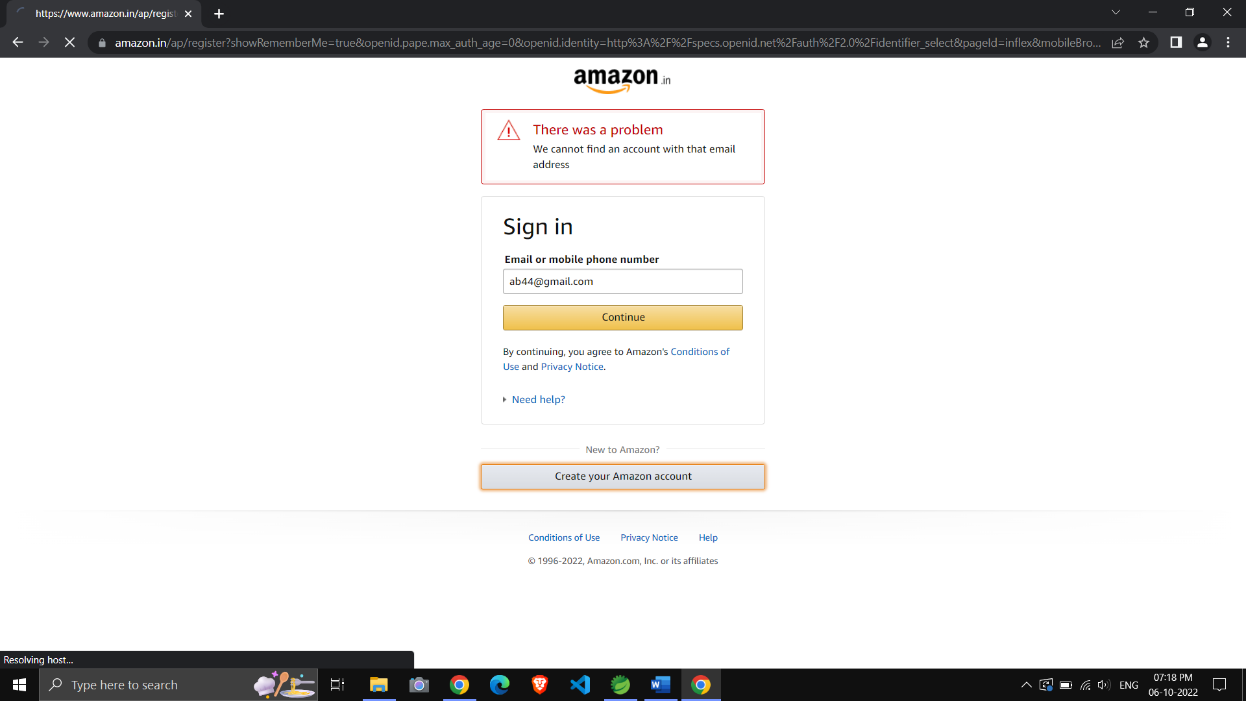 https://www.amazon.in/ap/regist
amazon.in/ap/register?showRememberMe=true&openid.pape.max_auth_age=0&openid.identity=http%3A%2F%2Fspecs.openid.net%2Fauth%2F2.0%2Fidentifier_select&pageId=inflex&mobileBro...
amazon.in
There was a problem
We cannot find an account with that email
address
Sign in
Email or mobile phone number
ab44@gmail.com
Continue
By continuing, you agree to Amazon's Conditions of
Use and Privacy Notice.
Need help?
New to Amazon?
Create your Amazon account
Conditions of Use Privacy Notice Help
© 1996-2022, Amazon.com, Inc. or its affiliates
Resolving host...
Type here to search
ENG
07:18 PM
06-10-2022